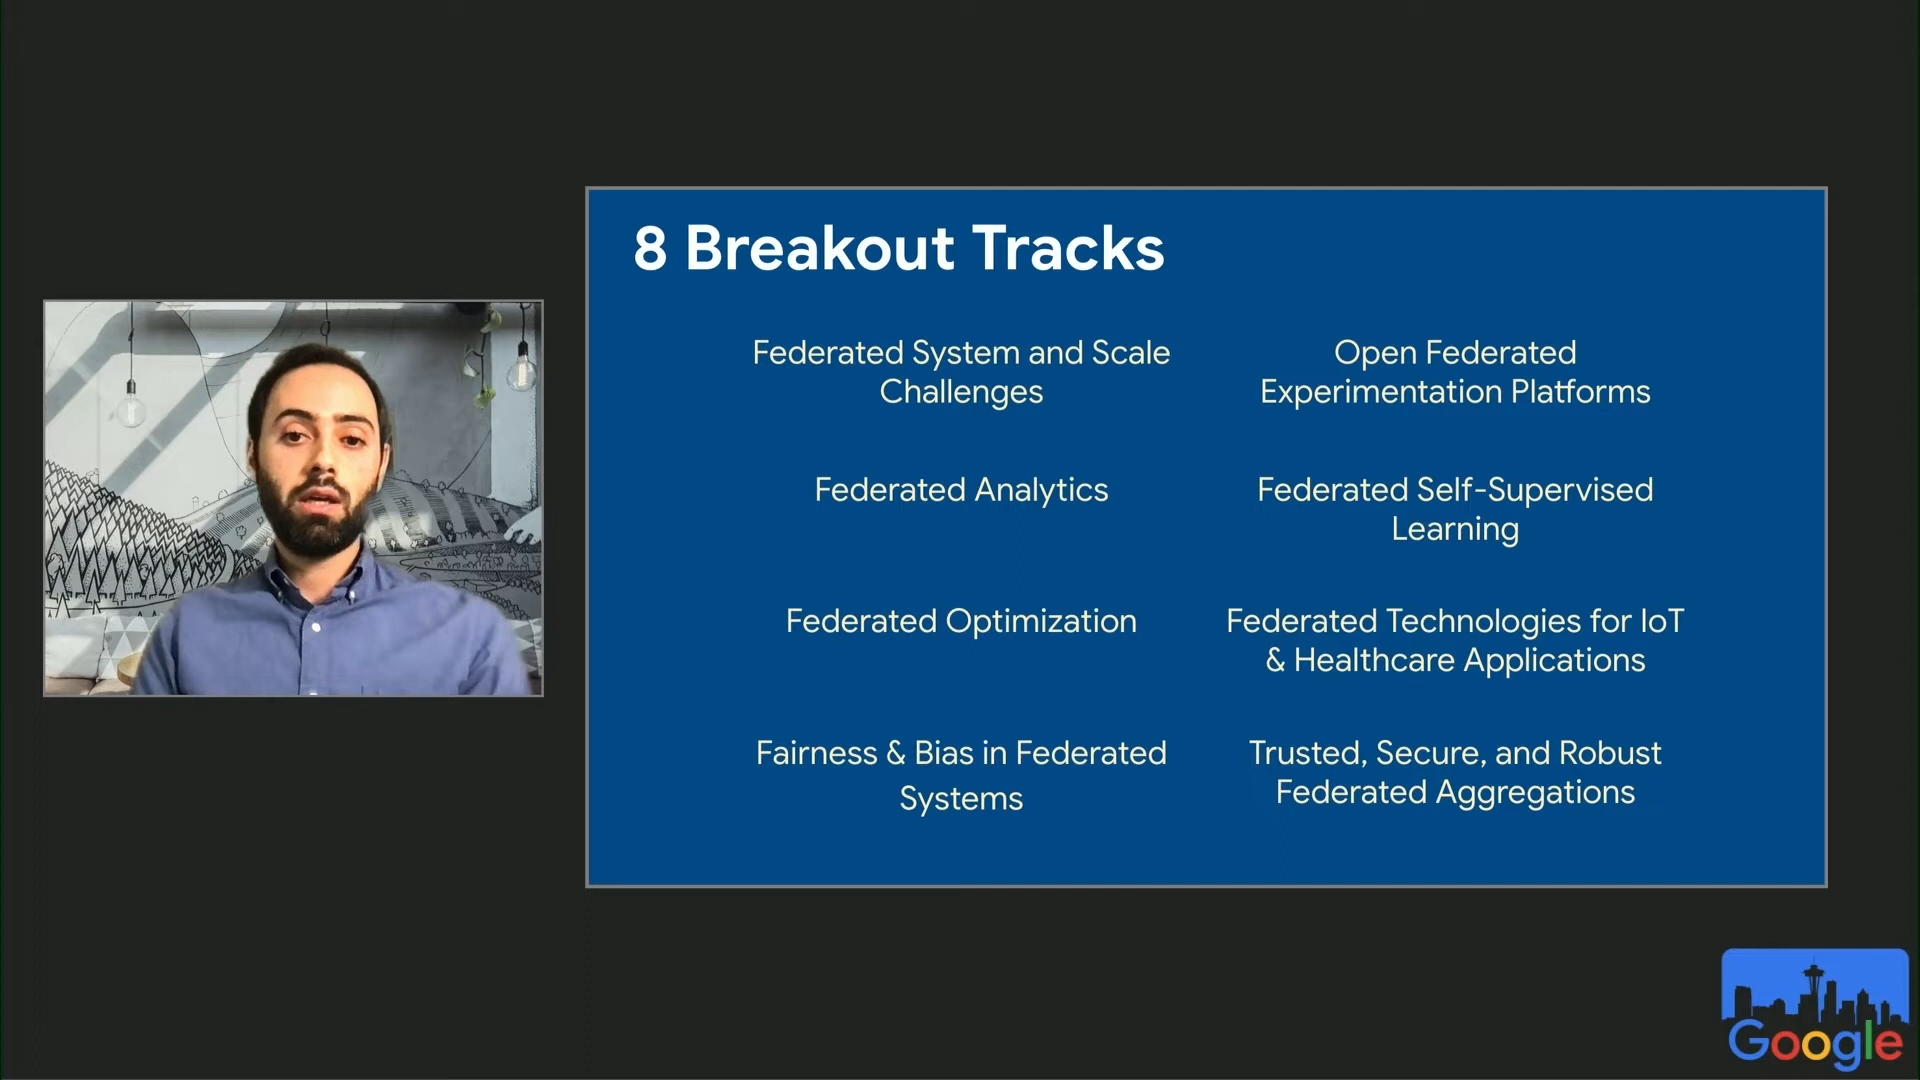 8 Breakout Tracks
Federated System and Scale
Challenges
Open Federated
Experimentation Platforms
Federated Analytics
Federated Self-Supervised
Learning
Federated Optimization
Federated Technologies for IoT
& Healthcare Applications
Fairness & Bias in Federated
Systems
Trusted, Secure, and Robust
Federated Aggregations
Google